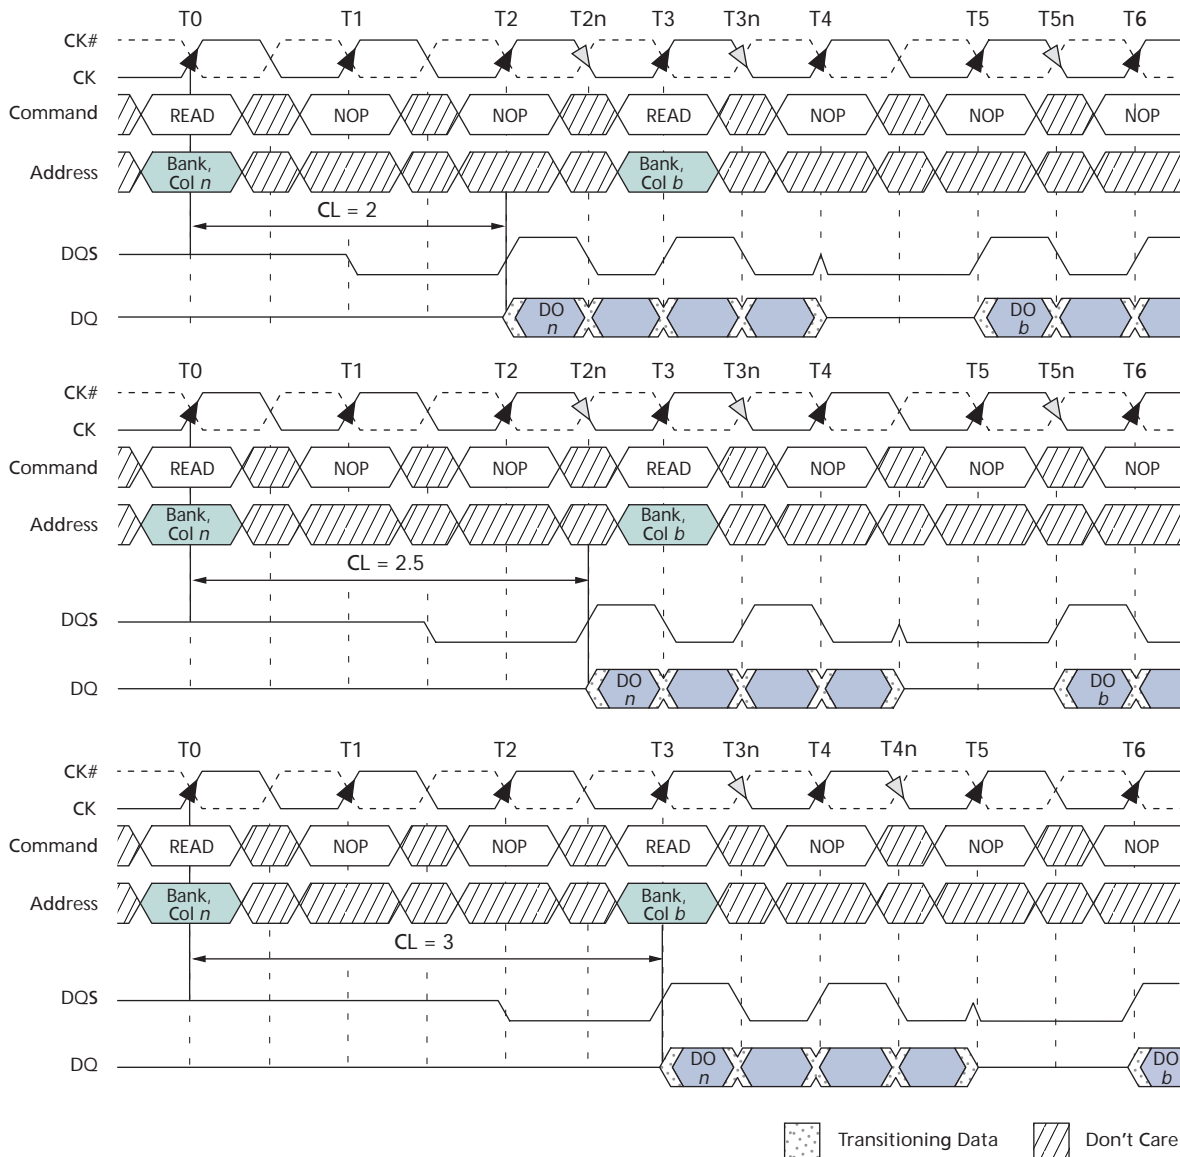 T0 T1 T2 T2n T3 T3n T4 T5 T5n T6
CK#
CK
Command READ NOP NOP READ NOP NOP NOP
Address Bank, Col n Bank, Col b
CL = 2
DQS
DQ DO n DO b
T0 T1 T2 T2n T3 T3n T4 T5 T5n T6
CK#
CK
Command READ NOP NOP READ NOP NOP NOP
Address Bank, Col n Bank, Col b
CL = 2.5
DQS
DQ DO n DO b
T0 T1 T2 T3 T3n T4 T4n T5 T6
CK#
CK
Command READ NOP NOP READ NOP NOP NOP
Address Bank, Col n Bank, Col b
CL = 3
DQS
DQ DO n DO b
Transitioning Data Don't Care